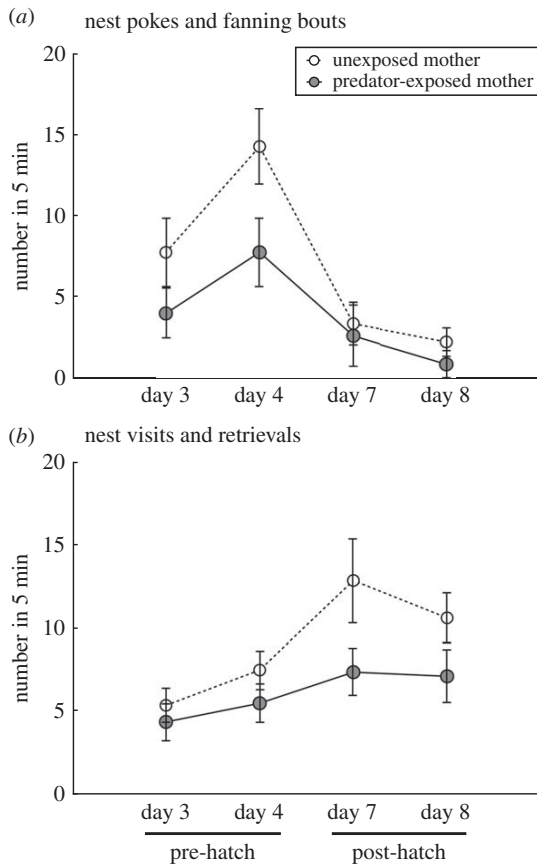 (a) nest pokes and fanning bouts
20
unexposed mother
predator-exposed mother
15
number in 5 min
10
5
0
day 3 day 4 day 7 day 8
(b) nest visits and retrievals
20
15
number in 5 min
10
5
0
day 3 day 4 day 7 day 8
pre-hatch post-hatch